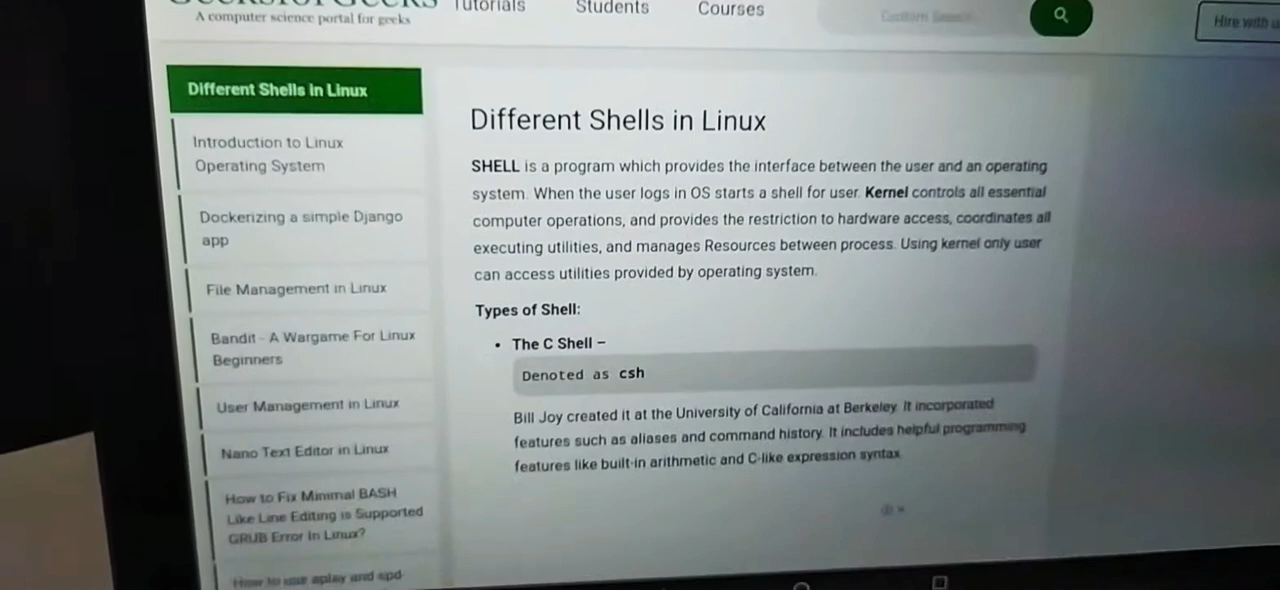 A computer science portal for geeks
Tutorials
Students
Courses
Hire with
Different Shells in Linux
Introduction to Linux
Operating System
Dockerizing a simple Django
app
File Management in Linux
Bandit - A Wargame For Linux
Beginners
User Management in Linux
Nano Text Editor in Linux
How to Fix Minimal BASH
Like Line Editing is Supported
GRUB Error In Linux?
How to use aplay and spd-
Different Shells in Linux
SHELL is a program which provides the interface between the user and an operating
system. When the user logs in OS starts a shell for user. Kernel controls all essential
computer operations, and provides the restriction to hardware access, coordinates all
executing utilities, and manages Resources between process. Using kernel only user
can access utilities provided by operating system.
Types of Shell:
• The C Shell –
Denoted as csh
Bill Joy created it at the University of California at Berkeley. It incorporated
features such as aliases and command history. It includes helpful programming
features like built-in arithmetic and C-like expression syntax.